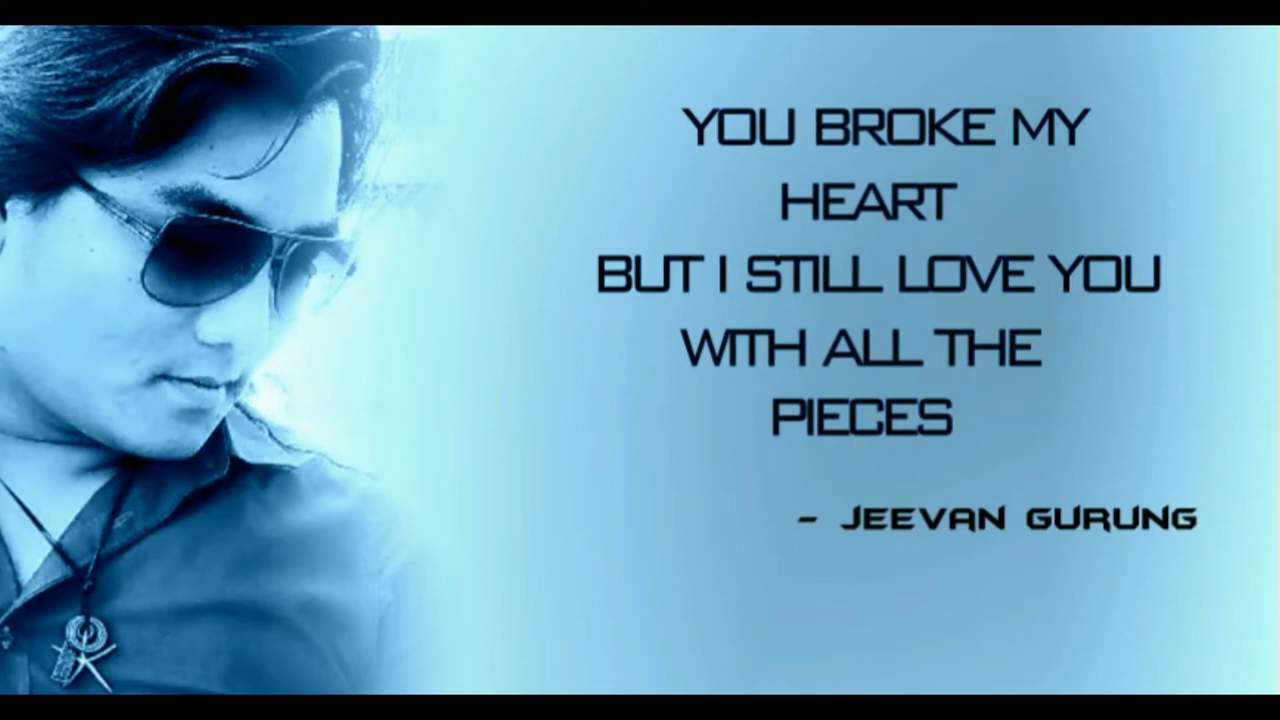 YOU BROKE MY
HEART
BUT I STILL LOVE YOU
WITH ALL THE
PIECES
- JEEVAN GURUNG